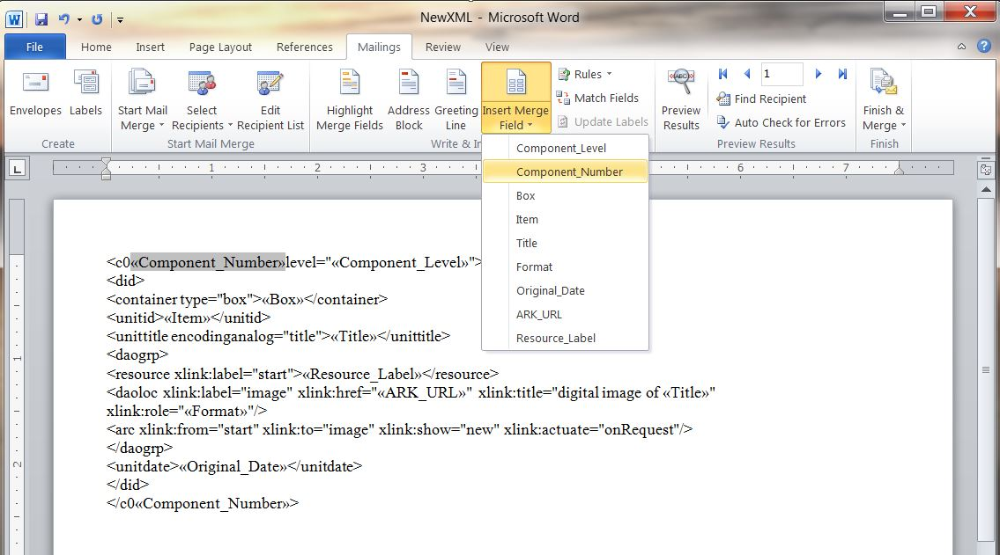 NewXML - Microsoft Word
File Home Insert Page Layout References Mailings Review View
Envelopes Labels
Create
Start Mail Merge Select Recipients Edit Recipient List
Start Mail Merge
Highlight Merge Fields Address Block Greeting Line Insert Merge Field
Rules
Match Fields
Update Labels
Write & In
Preview Results
1
Find Recipient
Auto Check for Errors
Preview Results
Finish & Merge
Finish
Component_Level
Component_Number
Box
Item
Title
Format
Original_Date
ARK_URL
Resource_Label
L
1 2 3 6 7
1
2
<c0«Component_Number»level="«Component_Level»">
<did>
<container type="box">«Box»</container>
<unitid>«Item»</unitid>
<unittitle encodinganalog="title">«Title»</unittitle>
<daogrp>
<resource xlink:label="start">«Resource_Label»</resource>
<daoloc xlink:label="image" xlink:href="«ARK_URL»" xlink:title="digital image of «Title»"
xlink:role="«Format»"/>
<arc xlink:from="start" xlink:to="image" xlink:show="new" xlink:actuate="onRequest"/>
</daogrp>
<unitdate>«Original_Date»</unitdate>
</did>
</c0«Component_Number»>